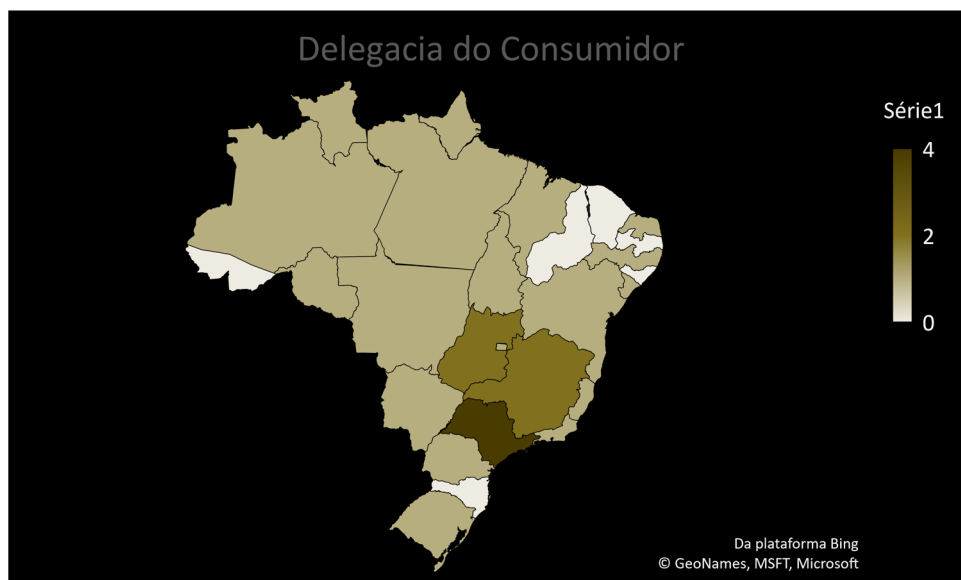 Delegacia do Consumidor
Série1
4
2
0
Da plataforma Bing
© GeoNames, MSFT, Microsoft